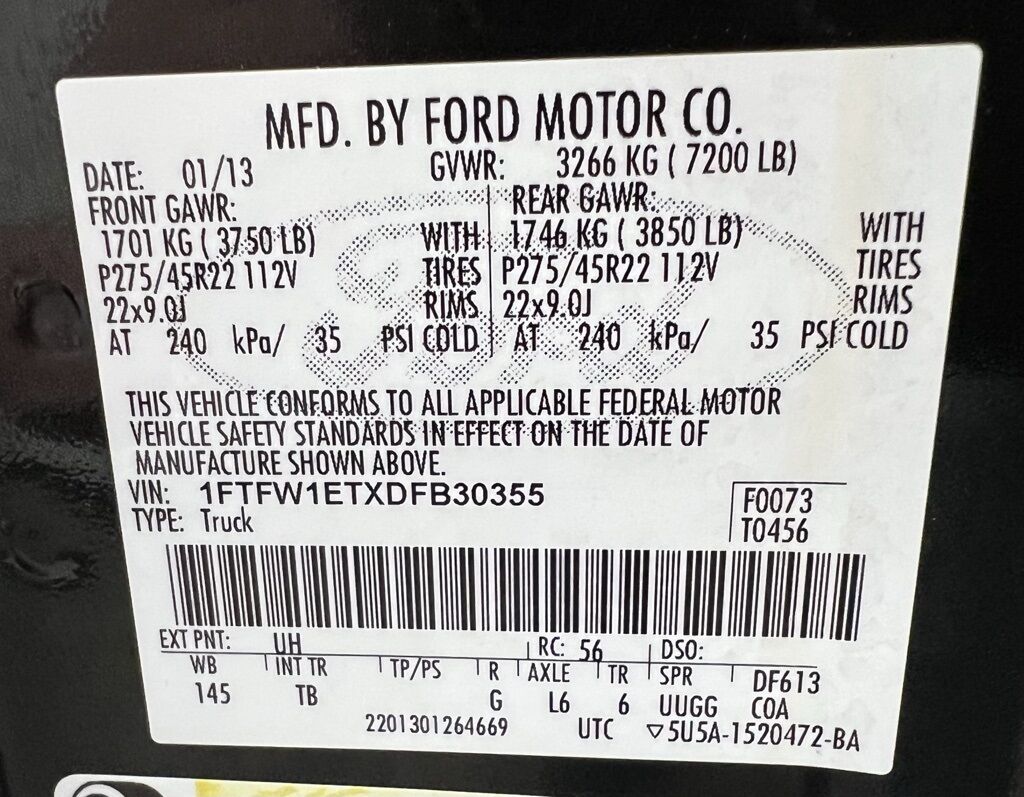 MFD. BY FORD MOTOR CO.
DATE: 01/13 GVWR: 3266 KG ( 7200 LB)
FRONT GAWR: REAR GAWR:
1701 KG ( 3750 LB) WITH 1746 KG ( 3850 LB) WITH
P275/45R22 112V TIRES P275/45R22 112V TIRES
22x9.0J RIMS 22x9.0J RIMS
AT 240 kPa/ 35 PSI COLD AT 240 kPa/ 35 PSI COLD
Ford
THIS VEHICLE CONFORMS TO ALL APPLICABLE FEDERAL MOTOR
VEHICLE SAFETY STANDARDS IN EFFECT ON THE DATE OF
MANUFACTURE SHOWN ABOVE.
VIN: 1FTFW1ETXDFB30355 F0073
TYPE: Truck T0456
EXT PNT: UH RC: 56 DSO:
WB INT TR TP/PS R AXLE TR SPR DF613
145 TB G L6 6 UUGG COA
2201301264669 UTC ▽5U5A-1520472-BA